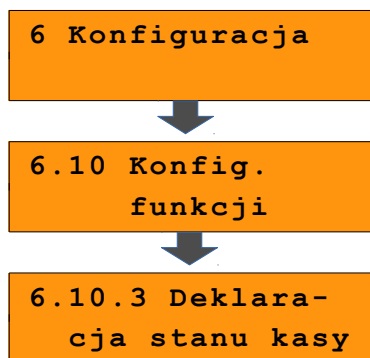 6 Konfiguracja
6.10 Konfig.
funkcji
6.10.3 Deklara-
cja stanu kasy